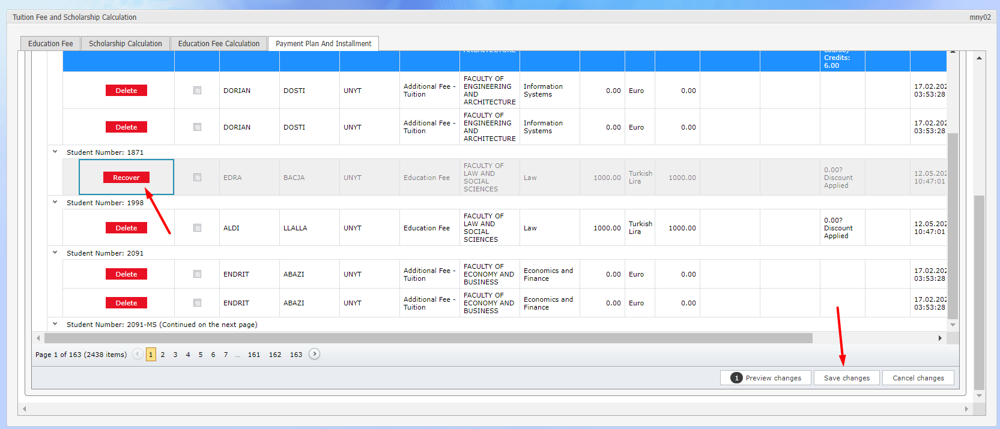 Tuition Fee and Scholarship Calculation mny02
Education Fee Scholarship Calculation Education Fee Calculation Payment Plan And Installment
Credits:
6.00
Delete DORIAN DOSTI UNYT Additional Fee - Tuition FACULTY OF ENGINEERING AND ARCHITECTURE Information Systems 0.00 Euro 0.00 17.02.202 03:53:28
Delete DORIAN DOSTI UNYT Additional Fee - Tuition FACULTY OF ENGINEERING AND ARCHITECTURE Information Systems 0.00 Euro 0.00 17.02.202 03:53:28
Student Number: 1871
Recover EDRA BACJA UNYT Education Fee FACULTY OF LAW AND SOCIAL SCIENCES Law 1000.00 Turkish Lira 1000.00 0.00? Discount Applied 12.05.202 10:47:01
Student Number: 1998
Delete ALDI LLALLA UNYT Education Fee FACULTY OF LAW AND SOCIAL SCIENCES Law 1000.00 Turkish Lira 1000.00 0.00? Discount Applied 12.05.202 10:47:01
Student Number: 2091
Delete ENDRIT ABAZI UNYT Additional Fee - Tuition FACULTY OF ECONOMY AND BUSINESS Economics and Finance 0.00 Euro 0.00 17.02.202 03:53:28
Delete ENDRIT ABAZI UNYT Additional Fee - Tuition FACULTY OF ECONOMY AND BUSINESS Economics and Finance 0.00 Euro 0.00 17.02.202 03:53:28
Student Number: 2091-MS (Continued on the next page)
Page 1 of 163 (2438 items) 1 2 3 4 5 6 7 ... 161 162 163
1 Preview changes Save changes Cancel changes